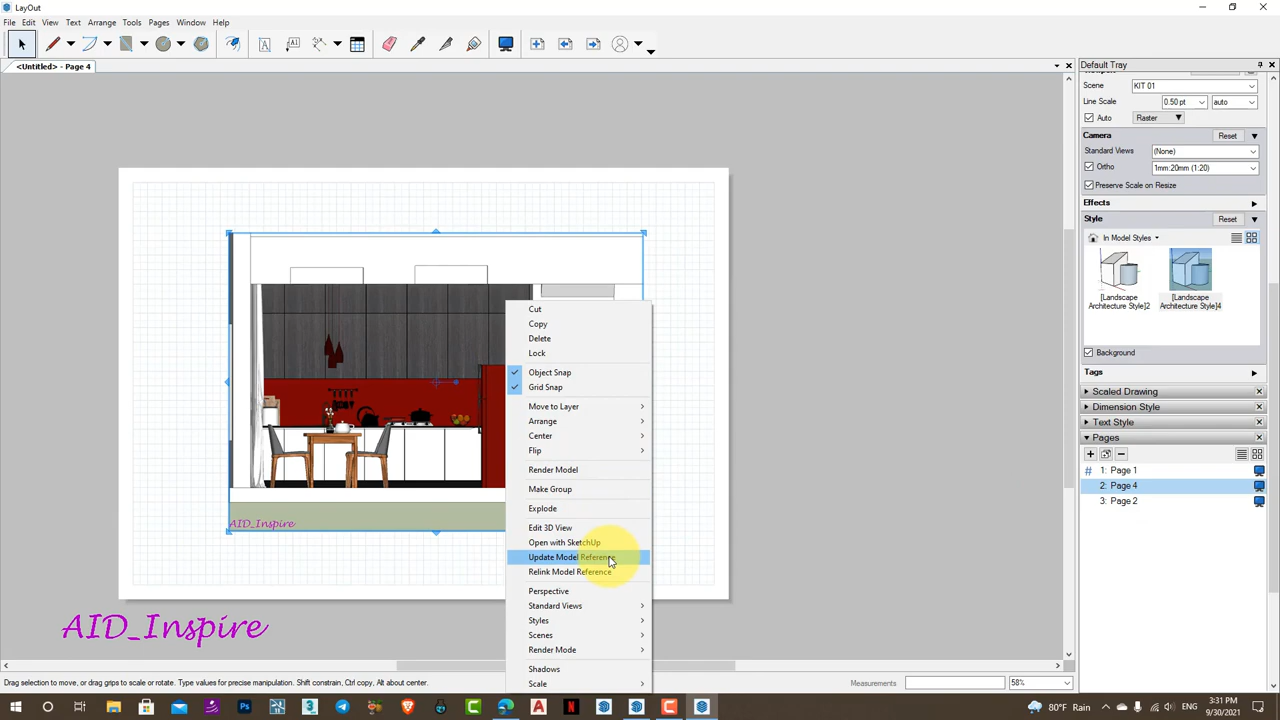 LayOut
File Edit View Text Arrange Tools Pages Window Help
<Untitled> - Page 4
Default Tray
Scene KIT 01
Line Scale 0.50 pt auto
Auto Raster
Camera Reset
Standard Views (None)
Ortho 1mm:20mm (1:20)
Preserve Scale on Resize
Effects
Style Reset
In Model Styles
[Landscape Architecture Style]2
[Landscape Architecture Style]4
Background
Tags
Scaled Drawing
Dimension Style
Text Style
Pages
1: Page 1
2: Page 4
3: Page 2
Cut
Copy
Delete
Lock
Object Snap
Grid Snap
Move to Layer
Arrange
Center
Flip
Render Model
Make Group
Explode
Edit 3D View
Open with SketchUp
Update Model Reference
Relink Model Reference
Perspective
Standard Views
Styles
Scenes
Render Mode
Shadows
Scale
AID_Inspire
AID_Inspire
Drag selection to move, or drag grips to scale or rotate. Type values for precise manipulation. Shift constrain, Ctrl copy, Alt about center.
Measurements
58%
80°F Rain
3:31 PM
9/30/2021